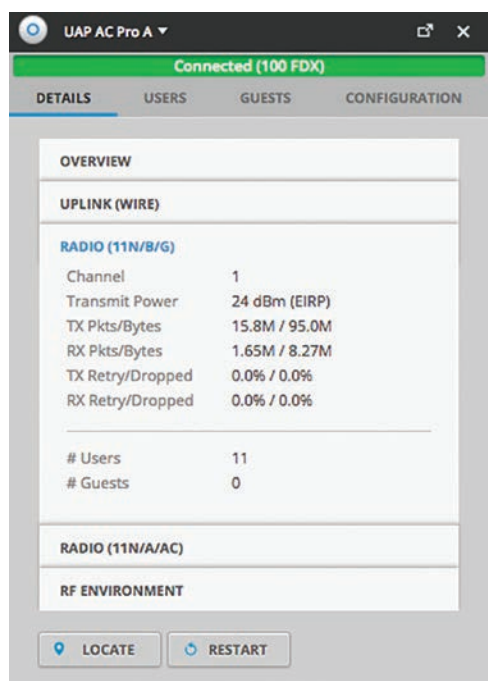 UAP AC Pro A
Connected (100 FDX)
DETAILS USERS GUESTS CONFIGURATION
OVERVIEW
UPLINK (WIRE)
RADIO (11N/B/G)
Channel 1
Transmit Power 24 dBm (EIRP)
TX Pkts/Bytes 15.8M / 95.0M
RX Pkts/Bytes 1.65M / 8.27M
TX Retry/Dropped 0.0% / 0.0%
RX Retry/Dropped 0.0% / 0.0%
# Users 11
# Guests 0
RADIO (11N/A/AC)
RF ENVIRONMENT
LOCATE RESTART